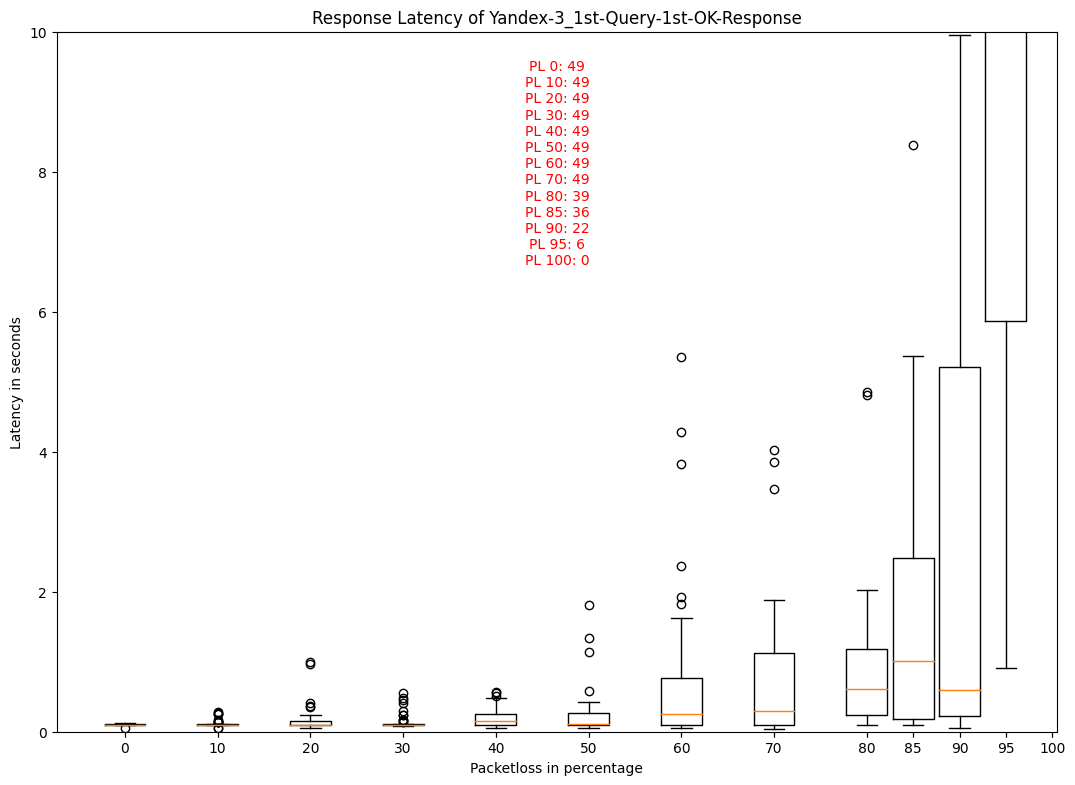 Response Latency of Yandex-3_1st-Query-1st-OK-Response
10
8
6
4
2
0
Latency in seconds
PL 0: 49
PL 10: 49
PL 20: 49
PL 30: 49
PL 40: 49
PL 50: 49
PL 60: 49
PL 70: 49
PL 80: 39
PL 85: 36
PL 90: 22
PL 95: 6
PL 100: 0
0 10 20 30 40 50 60 70 80 85 90 95 100
Packetloss in percentage